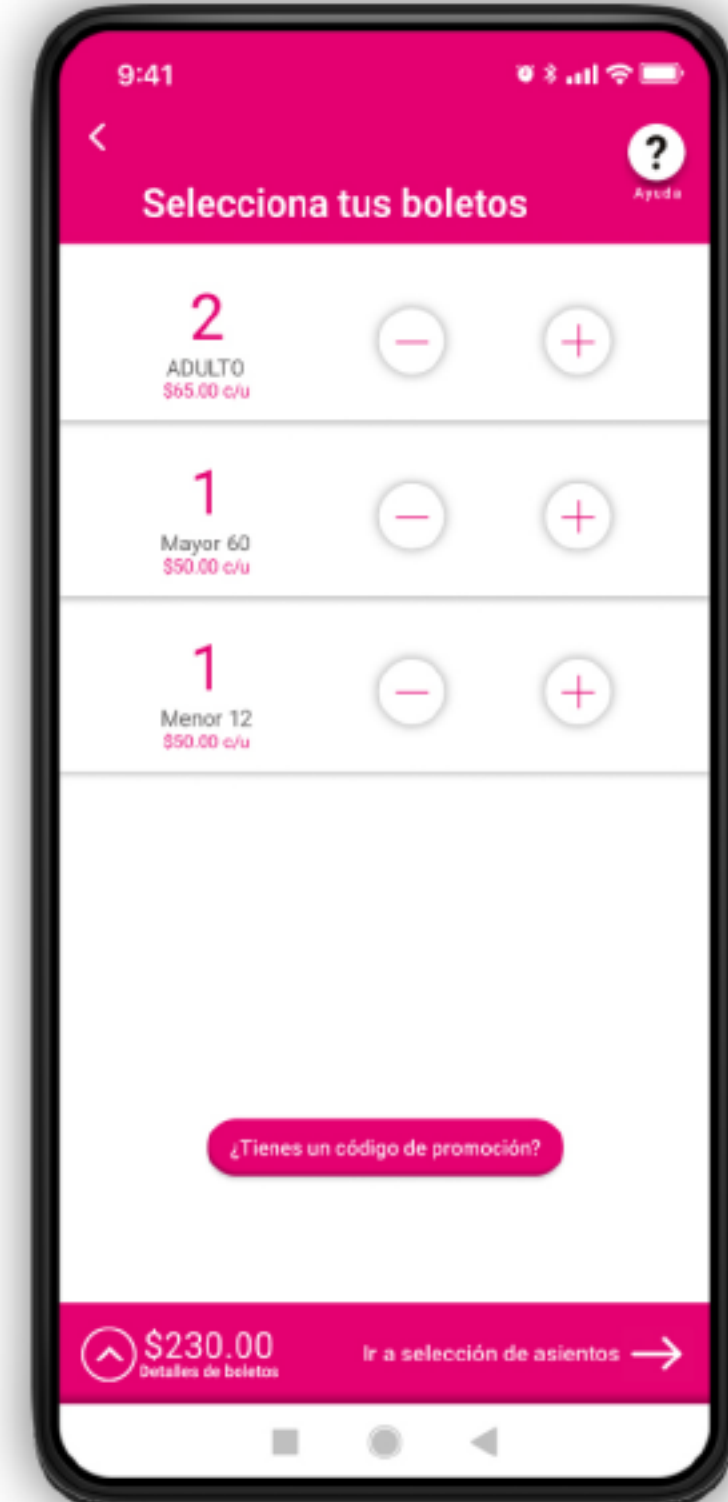 9:41
?
Ayuda
Selecciona tus boletos
2
ADULTO
$65.00 c/u
1
Mayor 60
$50.00 c/u
1
Menor 12
$50.00 c/u
¿Tienes un código de promoción?
$230.00
Detalles de boletos
Ir a selección de asientos